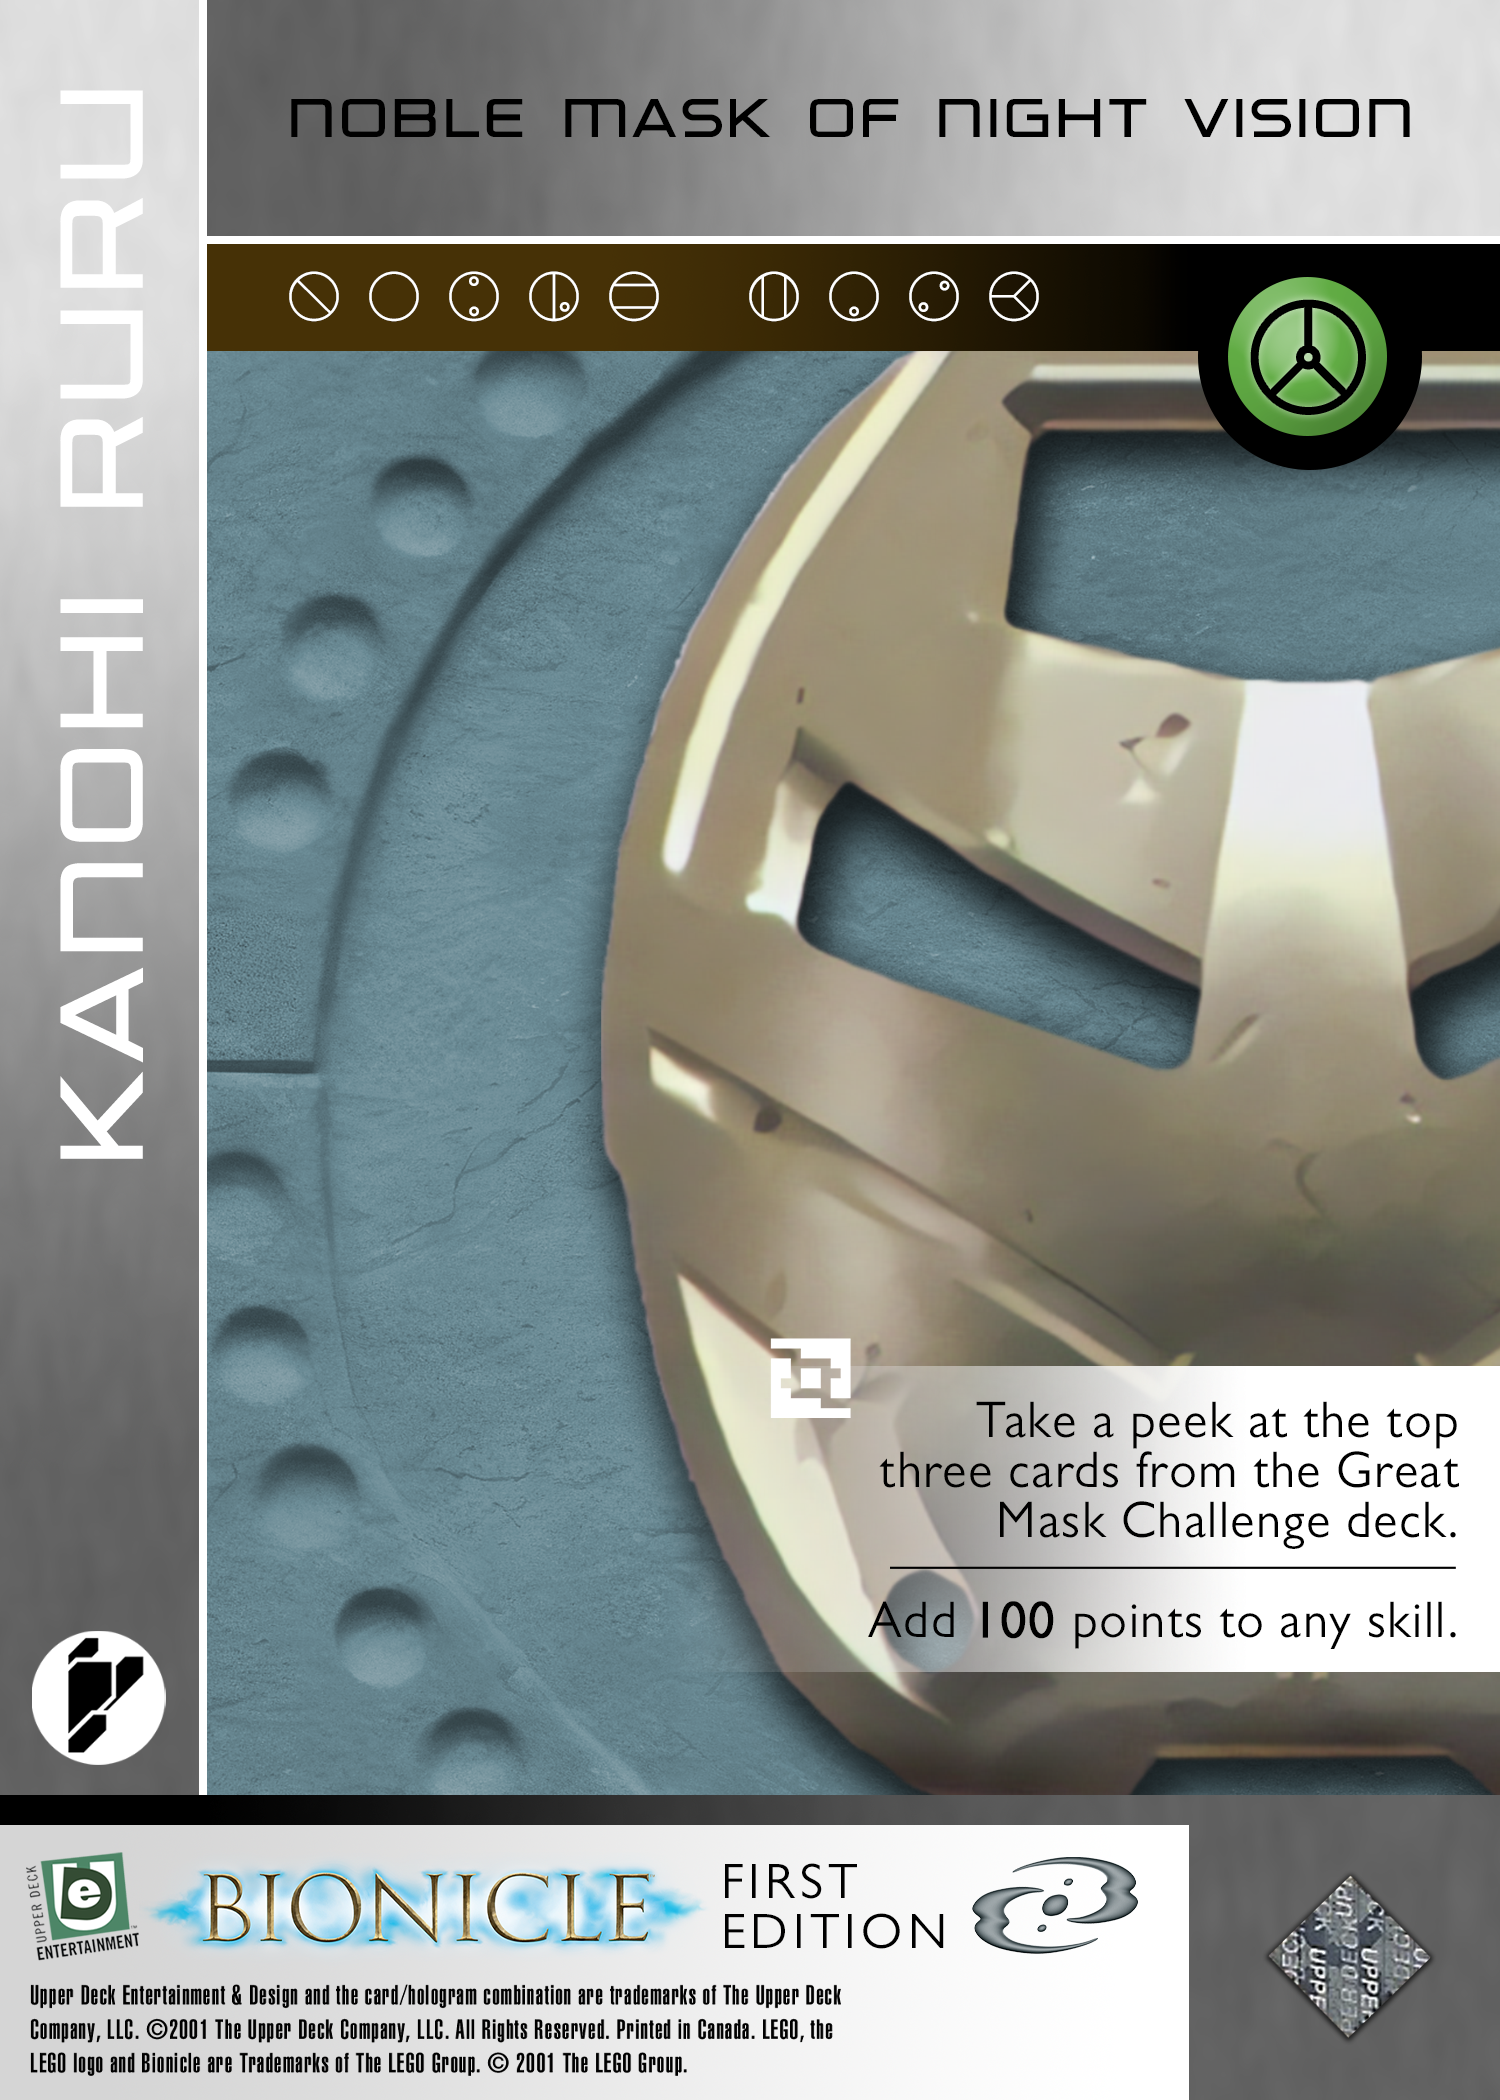 NOBLE MASK OF NIGHT VISION
KANOHI RURU
Take a peek at the top
three cards from the Great
Mask Challenge deck.
Add 100 points to any skill.
UPPER DECK
e
ENTERTAINMENT
BIONICLE
FIRST
EDITION
Upper Deck Entertainment & Design and the card/hologram combination are trademarks of The Upper Deck
Company, LLC. ©2001 The Upper Deck Company, LLC. All Rights Reserved. Printed in Canada. LEGO, the
LEGO logo and Bionicle are Trademarks of The LEGO Group. © 2001 The LEGO Group.